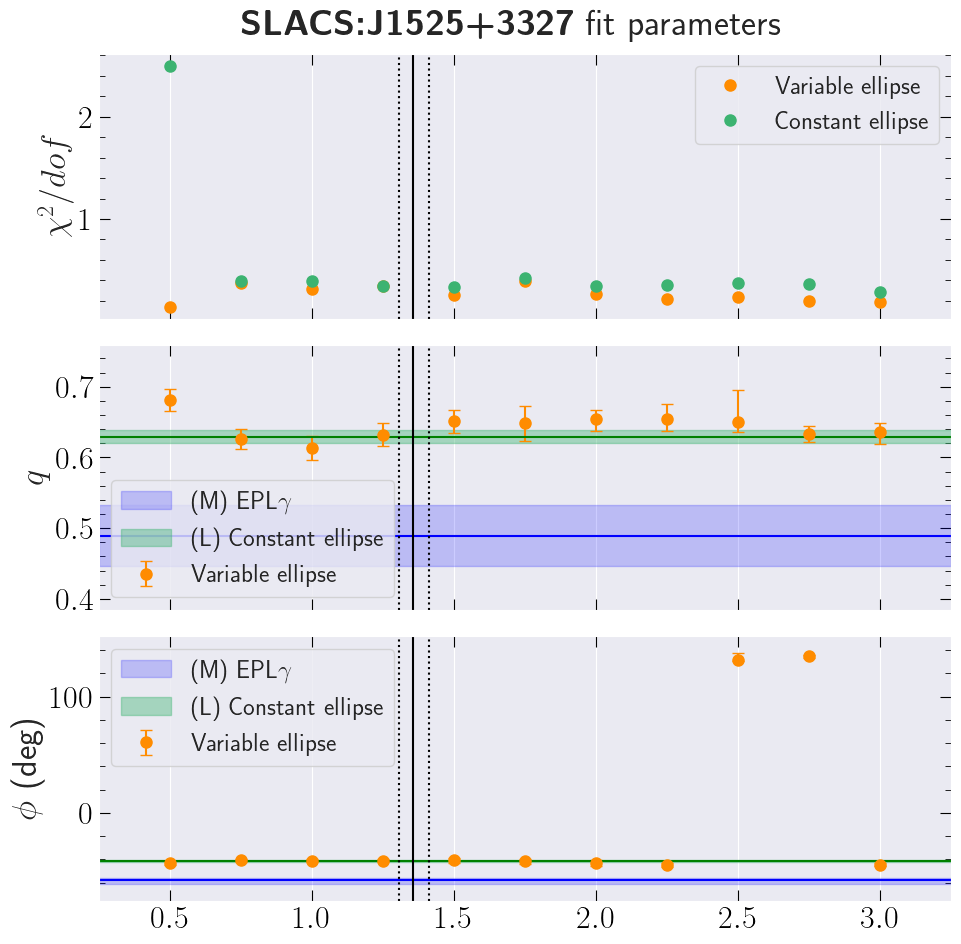 SLACS:J1525+3327 fit parameters
χ²/dof
2
1
Variable ellipse
Constant ellipse
q
0.7
0.6
0.5
0.4
(M) EPLγ
(L) Constant ellipse
Variable ellipse
ϕ (deg)
100
0
(M) EPLγ
(L) Constant ellipse
Variable ellipse
0.5 1.0 1.5 2.0 2.5 3.0